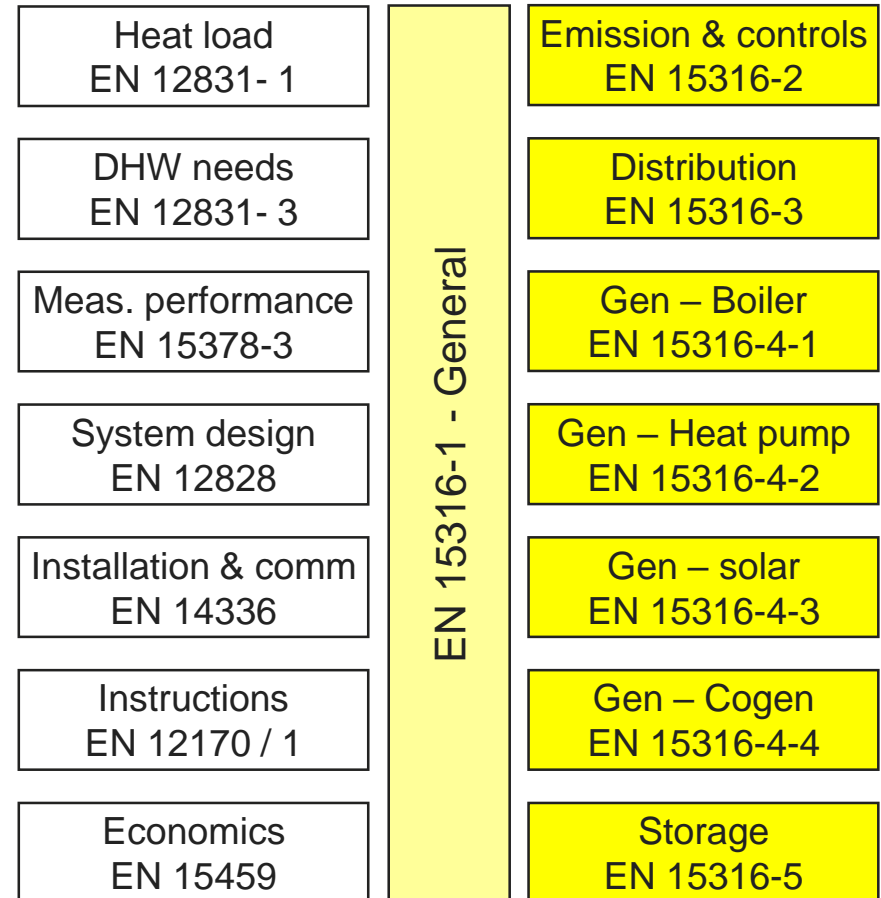 Heat load
EN 12831- 1
DHW needs
EN 12831- 3
Meas. performance
EN 15378-3
System design
EN 12828
Installation & comm
EN 14336
Instructions
EN 12170 / 1
Economics
EN 15459
EN 15316-1 - General
Emission & controls
EN 15316-2
Distribution
EN 15316-3
Gen – Boiler
EN 15316-4-1
Gen – Heat pump
EN 15316-4-2
Gen – solar
EN 15316-4-3
Gen – Cogen
EN 15316-4-4
Storage
EN 15316-5